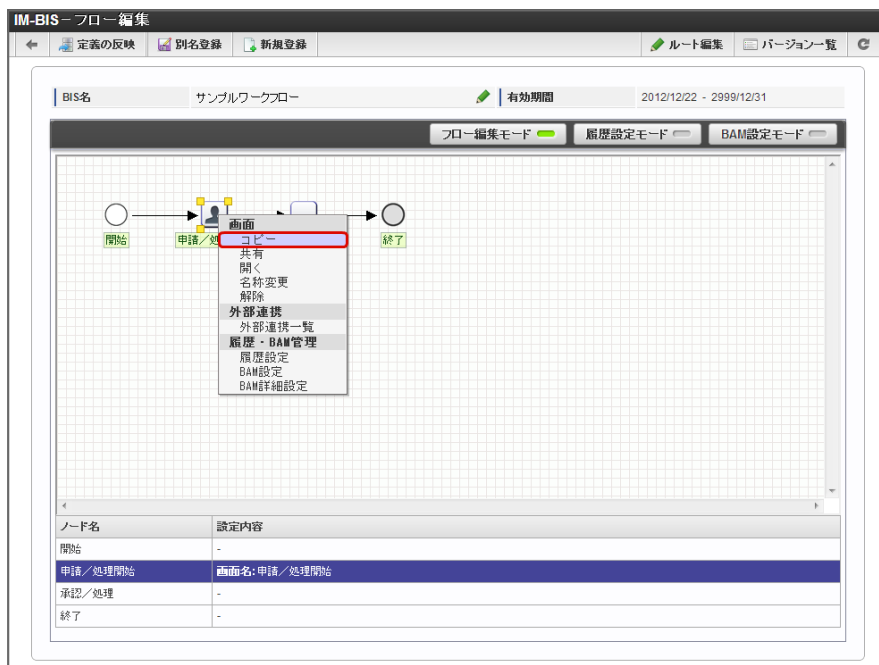 IM-BIS－フロー編集
定義の反映 別名登録 新規登録 ルート編集 バージョン一覧
BIS名 サンプルワークフロー 有効期間 2012/12/22 - 2999/12/31
フロー編集モード 履歴設定モード BAM設定モード
開始 申請／処 終了
画面
コピー
共有
開く
名称変更
解除
外部連携
外部連携一覧
履歴・BAM管理
履歴設定
BAM設定
BAM詳細設定
ノード名 設定内容
開始 -
申請／処理開始 画面名:申請／処理開始
承認／処理 -
終了 -